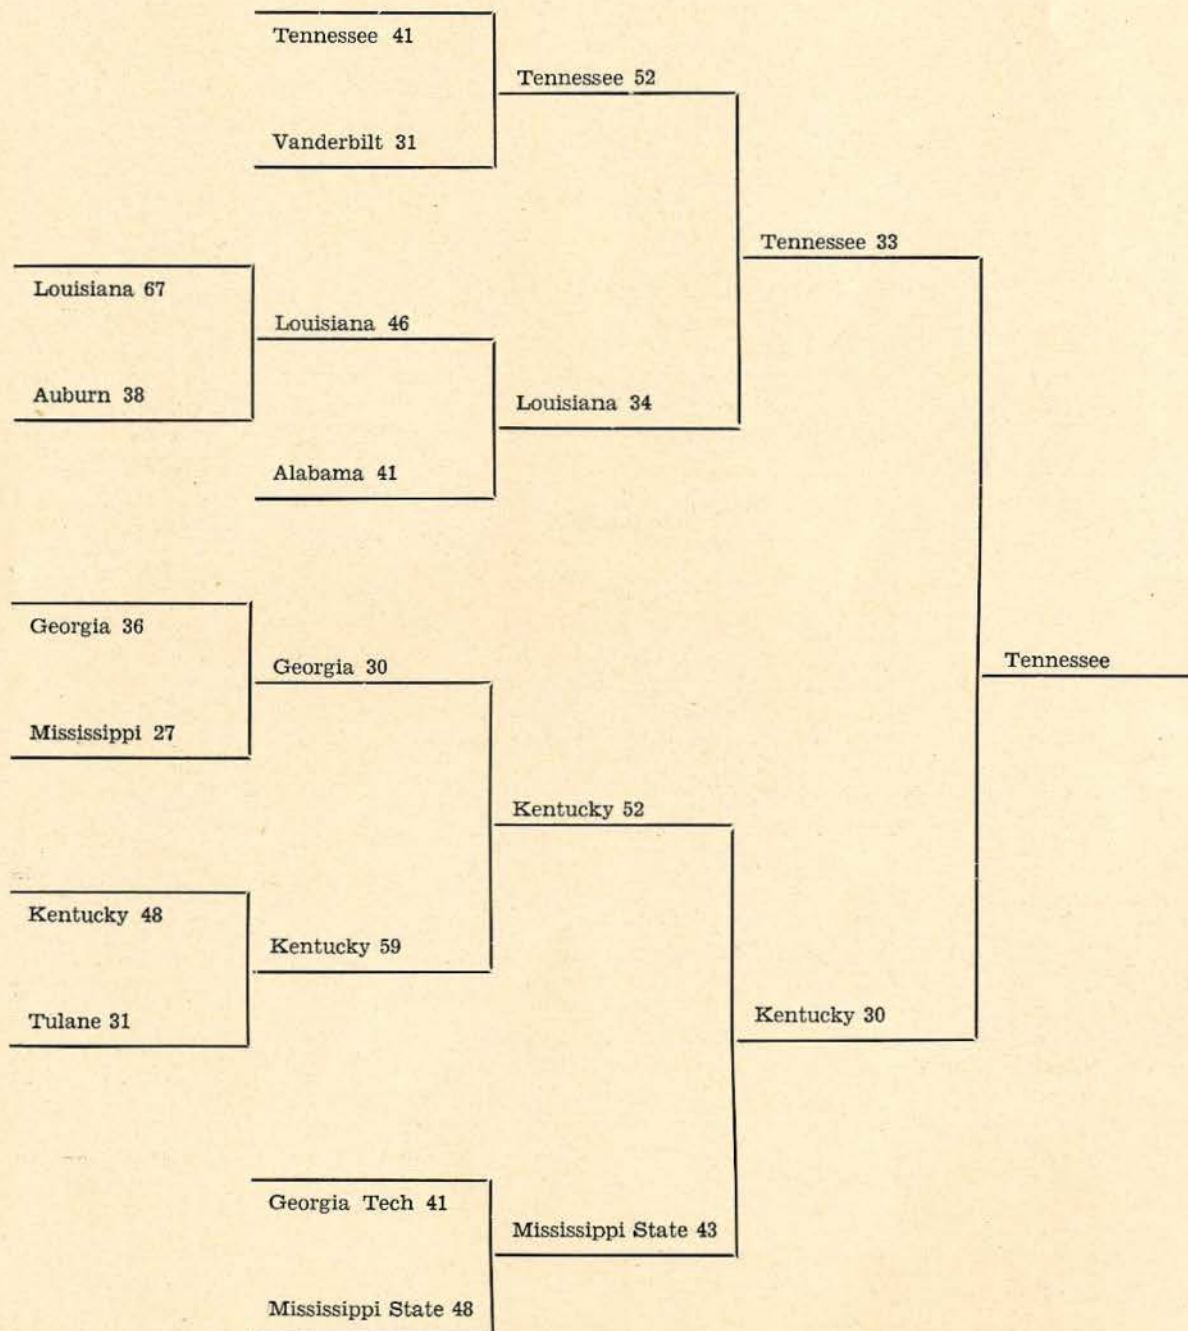 Tennessee 41
Tennessee 52
Vanderbilt 31
Tennessee 33
Louisiana 67
Louisiana 46
Auburn 38
Louisiana 34
Alabama 41
Georgia 36
Georgia 30
Tennessee
Mississippi 27
Kentucky 52
Kentucky 48
Kentucky 59
Tulane 31
Kentucky 30
Georgia Tech 41
Mississippi State 43
Mississippi State 48